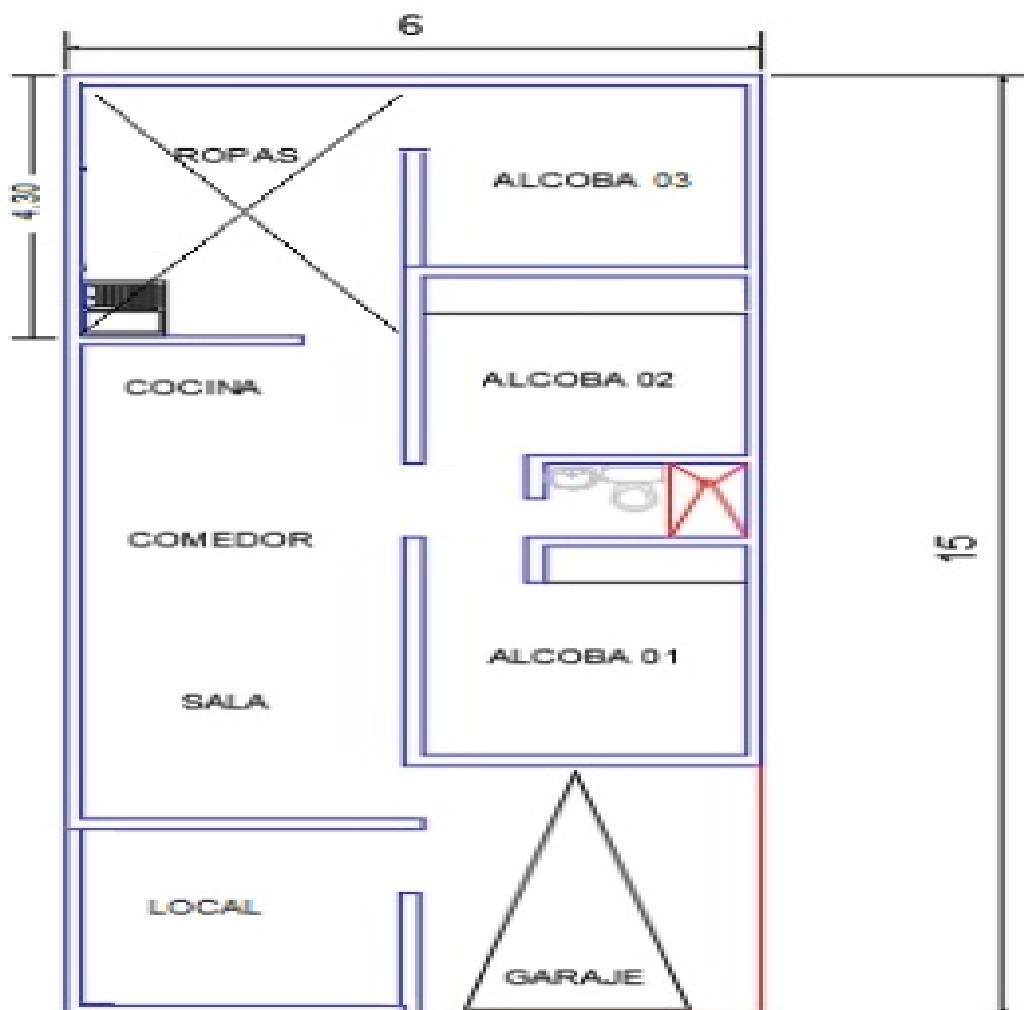 6
ROPAS
ALCOBA 03
4.30
COCINA
ALCOBA 02
COMEDOR
15
ALCOBA 01
SALA
LOCAL
GARAJE